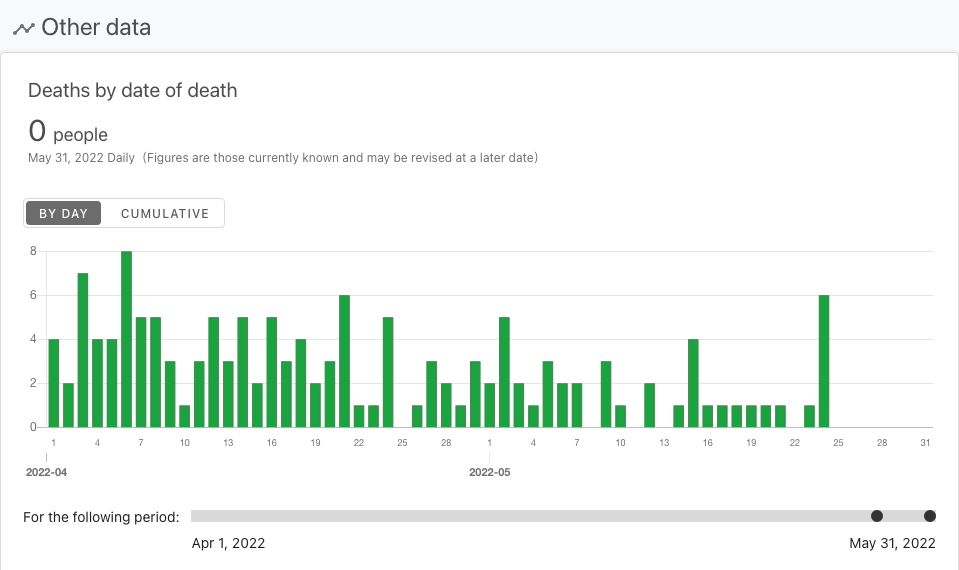 Other data
Deaths by date of death
0 people
May 31, 2022 Daily (Figures are those currently known and may be revised at a later date)
BY DAY CUMULATIVE
8
6
4
2
0
1 4 7 10 13 16 19 22 25 28 1 4 7 10 13 16 19 22 25 28 31
2022-04 2022-05
For the following period:
Apr 1, 2022 May 31, 2022